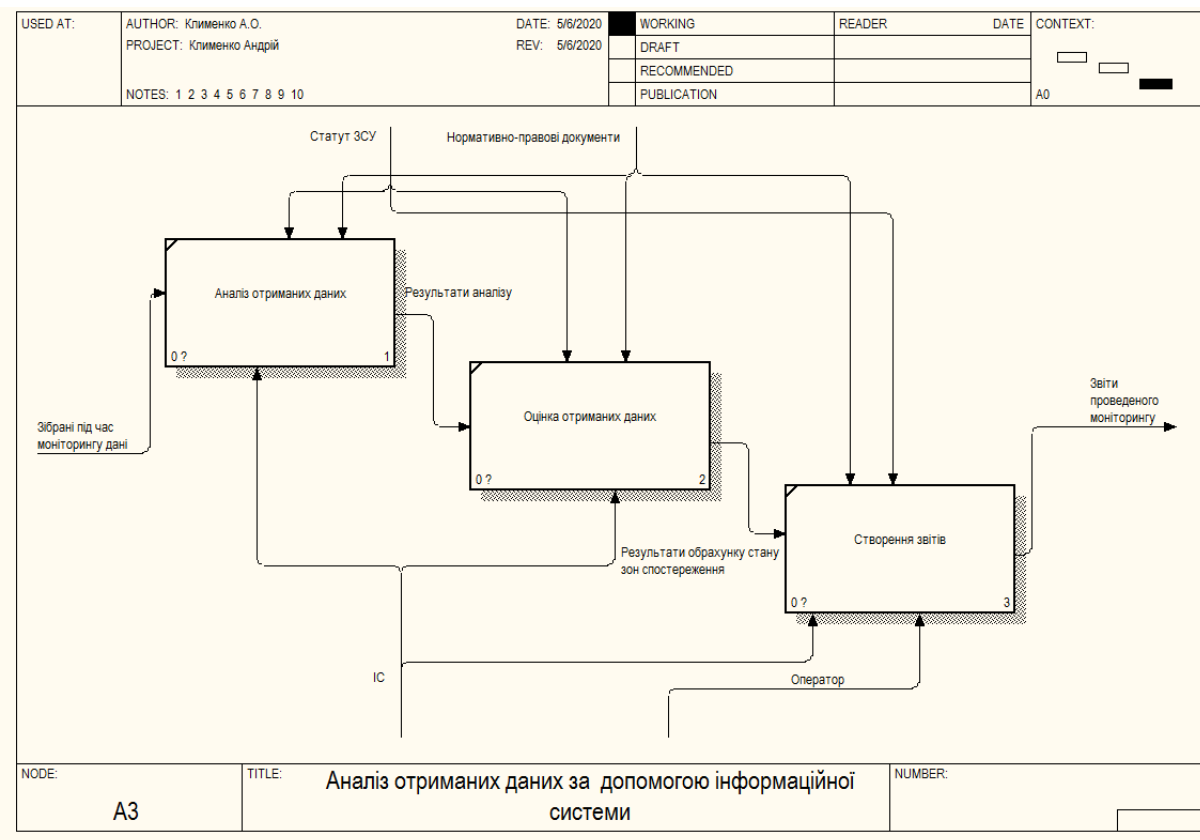 USED AT:
AUTHOR: Клименко А.О.
DATE: 5/6/2020
WORKING
READER
DATE
CONTEXT:
PROJECT: Клименко Андрій
REV: 5/6/2020
DRAFT
RECOMMENDED
NOTES: 1 2 3 4 5 6 7 8 9 10
PUBLICATION
A0
Статут ЗСУ
Нормативно-правові документи
Аналіз отриманих даних
0 ?
1
Результати аналізу
Зібрані під час
моніторингу дані
Оцінка отриманих даних
0 ?
2
Звіти
проведеного
моніторингу
Результати обрахунку стану
зон спостереження
Створення звітів
0 ?
3
ІС
Оператор
NODE:
A3
TITLE:
Аналіз отриманих даних за допомогою інформаційної
системи
NUMBER: